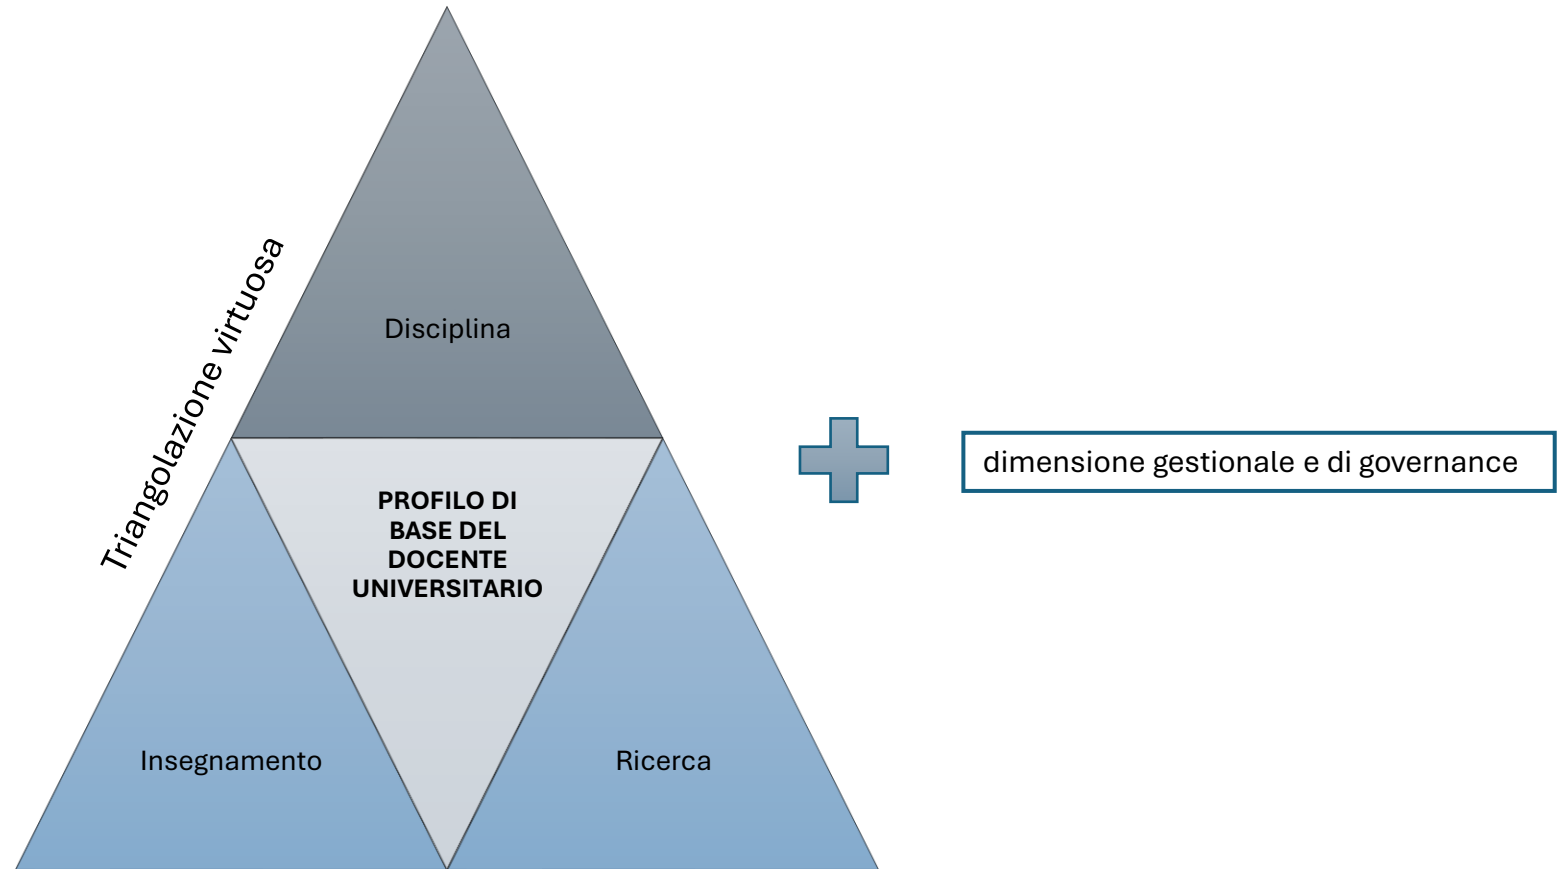 Triangolazione virtuosa
Disciplina
PROFILO DI
BASE DEL
DOCENTE
UNIVERSITARIO
Insegnamento
Ricerca
dimensione gestionale e di governance